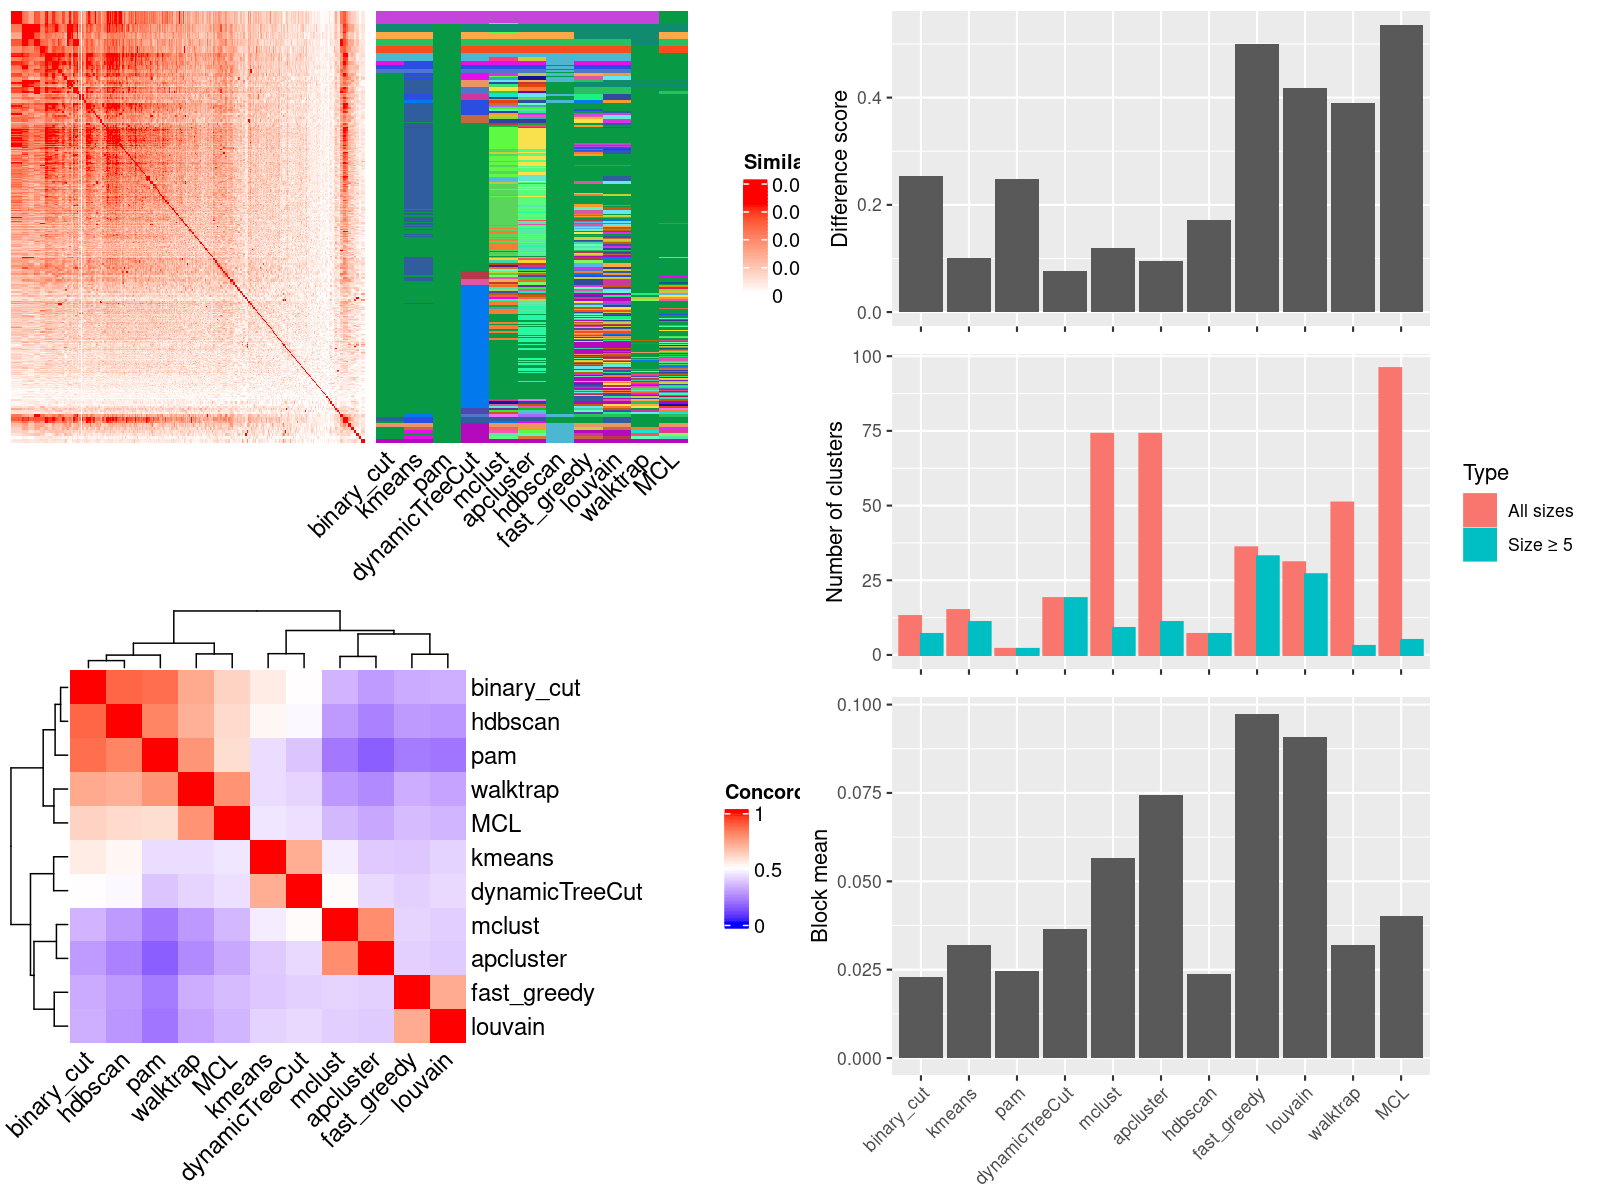 Simila
0.0
0.0
0.0
0.0
0
binary_cut
kmeans
pam
dynamicTreeCut
mclust
apcluster
hdbscan
fast_greedy
louvain
walktrap
MCL
binary_cut
hdbscan
pam
walktrap
MCL
kmeans
dynamicTreeCut
mclust
apcluster
fast_greedy
louvain
binary_cut
hdbscan
pam
walktrap
MCL
kmeans
dynamicTreeCut
mclust
apcluster
fast_greedy
louvain
Concord
1
0.5
0
Difference score
0.4
0.2
0.0
Number of clusters
100
75
50
25
0
Type
All sizes
Size ≥ 5
Block mean
0.100
0.075
0.050
0.025
0.000
binary_cut
kmeans
pam
dynamicTreeCut
mclust
apcluster
hdbscan
fast_greedy
louvain
walktrap
MCL